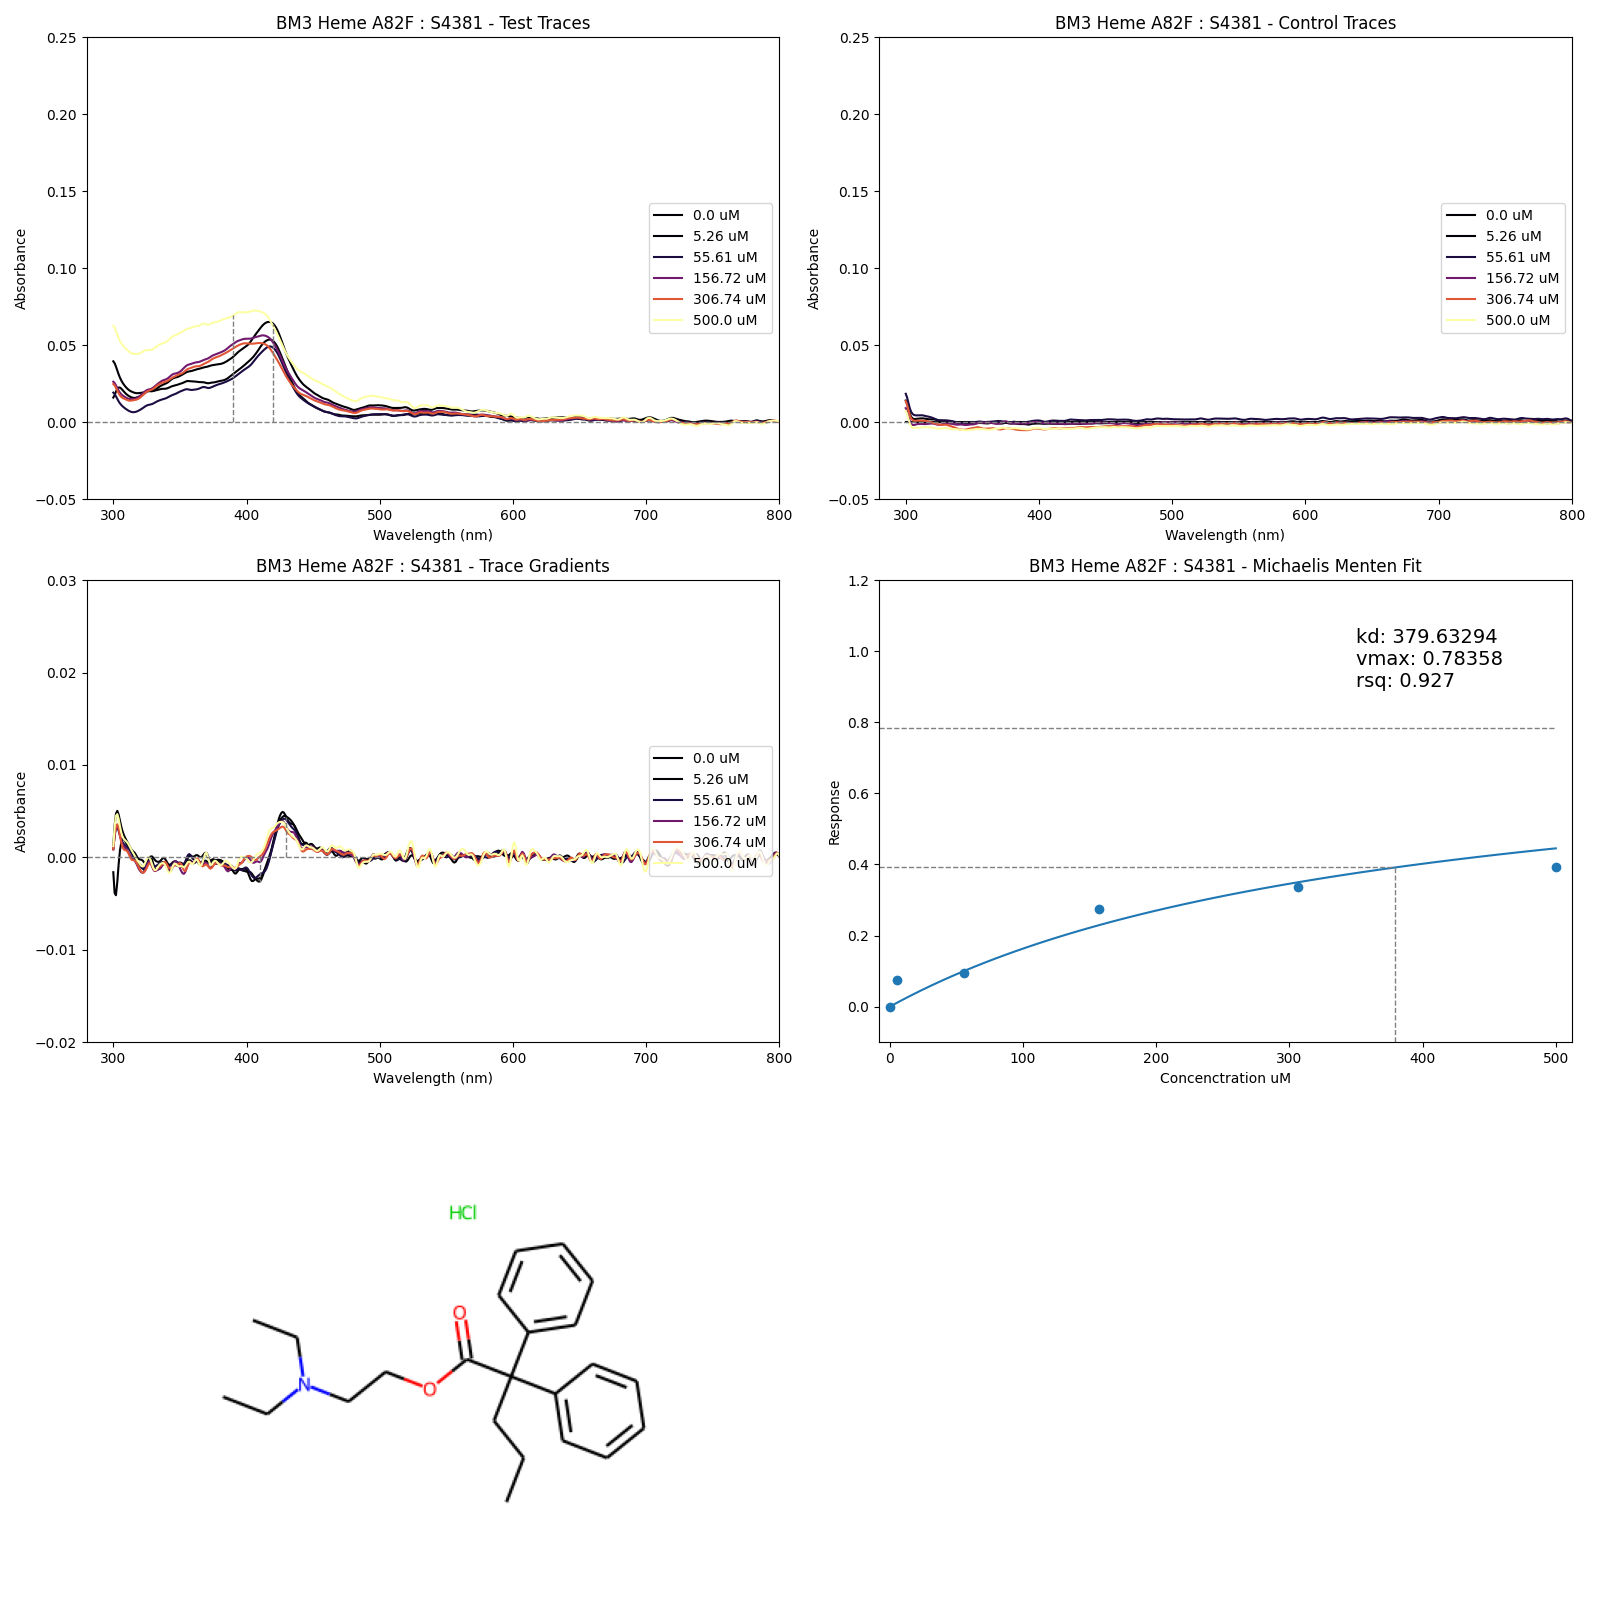 BM3 Heme A82F : S4381 - Test Traces
0.25
0.20
0.15
0.10
0.05
0.00
−0.05
Absorbance
300
400
500
600
700
800
Wavelength (nm)
0.0 uM
5.26 uM
55.61 uM
156.72 uM
306.74 uM
500.0 uM
BM3 Heme A82F : S4381 - Control Traces
0.25
0.20
0.15
0.10
0.05
0.00
−0.05
Absorbance
300
400
500
600
700
800
Wavelength (nm)
0.0 uM
5.26 uM
55.61 uM
156.72 uM
306.74 uM
500.0 uM
BM3 Heme A82F : S4381 - Trace Gradients
0.03
0.02
0.01
0.00
−0.01
−0.02
Absorbance
300
400
500
600
700
800
Wavelength (nm)
0.0 uM
5.26 uM
55.61 uM
156.72 uM
306.74 uM
500.0 uM
BM3 Heme A82F : S4381 - Michaelis Menten Fit
1.2
1.0
0.8
0.6
0.4
0.2
0.0
Response
kd: 379.63294
vmax: 0.78358
rsq: 0.927
0
100
200
300
400
500
Concenctration uM
HCl
O
N
O